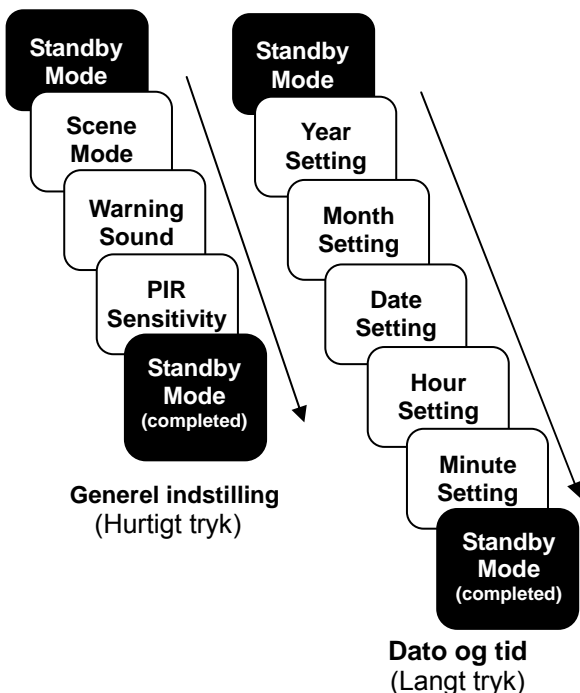 Standby
Mode
Scene
Mode
Warning
Sound
PIR
Sensitivity
Standby
Mode
(completed)
Generel indstilling
(Hurtigt tryk)
Standby
Mode
Year
Setting
Month
Setting
Date
Setting
Hour
Setting
Minute
Setting
Standby
Mode
(completed)
Dato og tid
(Langt tryk)